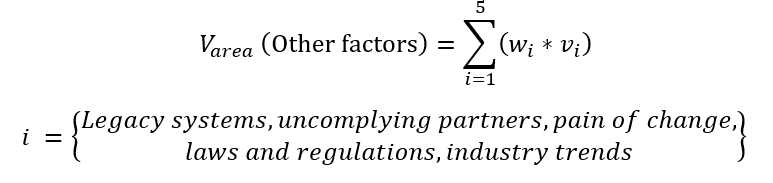 5
V_area (Other factors) = ∑(w_i * v_i)
i=1
i = {Legacy systems, uncomplying partners, pain of change,
laws and regulations, industry trends}